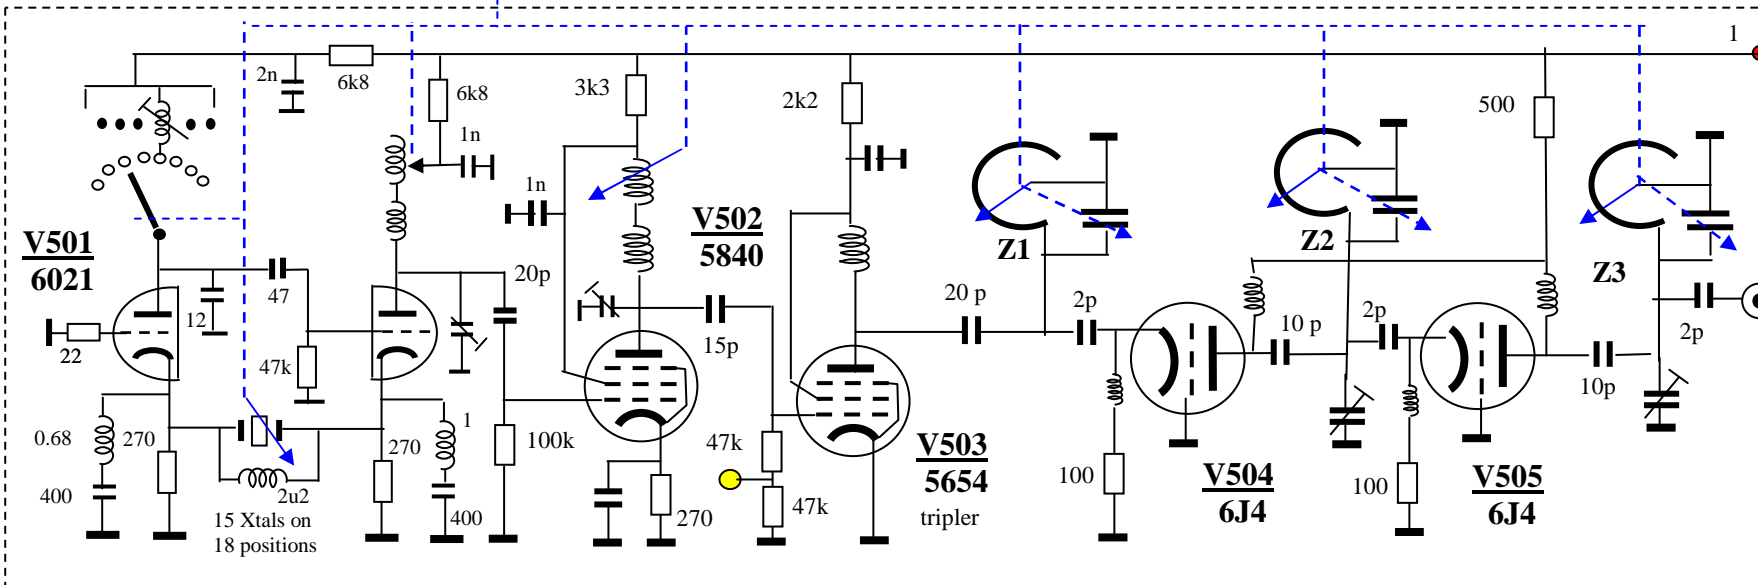 1
2n
6k8
6k8
1n
3k3
2k2
500
1n
V501
6021
V502
5840
Z1
Z2
Z3
47
20p
12
22
47k
15p
20 p
2p
10 p
2p
10p
2p
0.68
270
400
2u2
270
1
400
100k
47k
47k
270
V503
5654
tripler
100
V504
6J4
100
V505
6J4
15 Xtals on
18 positions